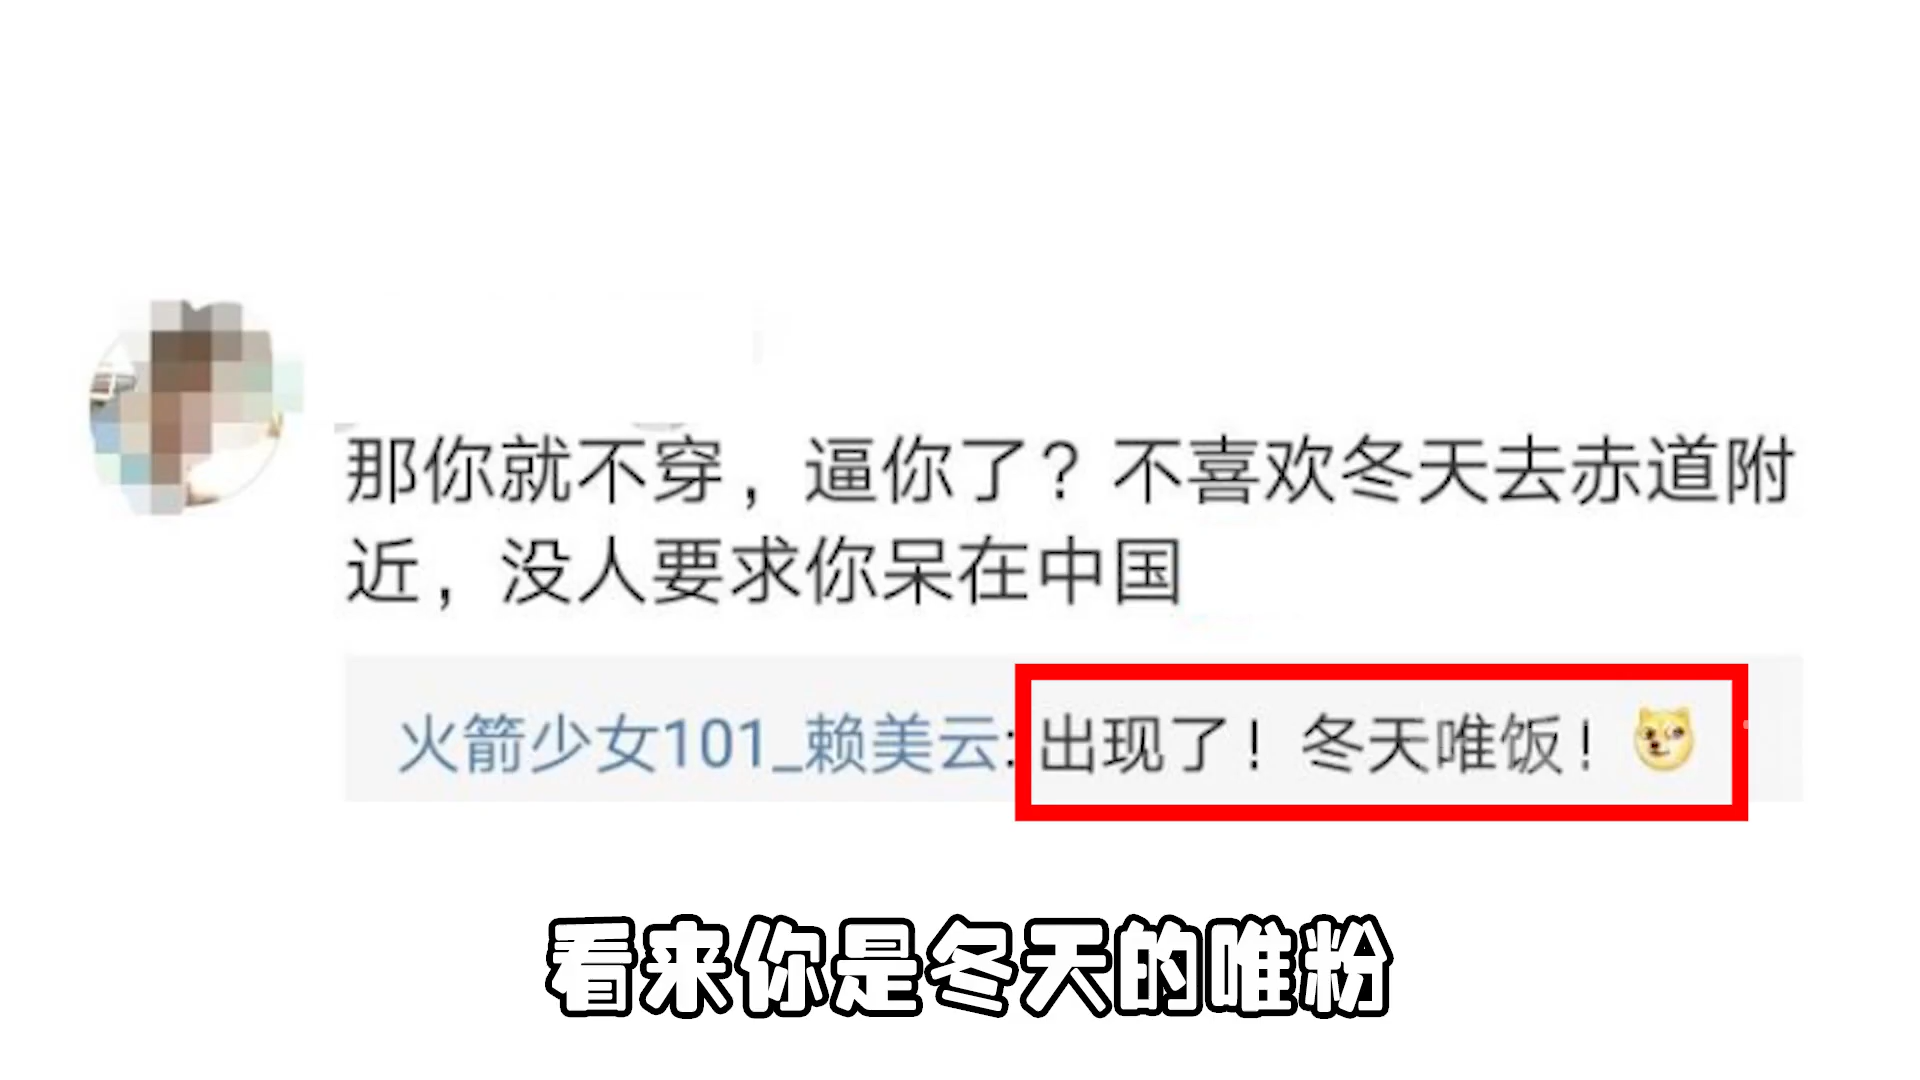 那你就不穿，逼你了？不喜欢冬天去赤道附
近，没人要求你呆在中国
火箭少女101_赖美云:出现了！冬天唯饭！
看来你是冬天的唯粉